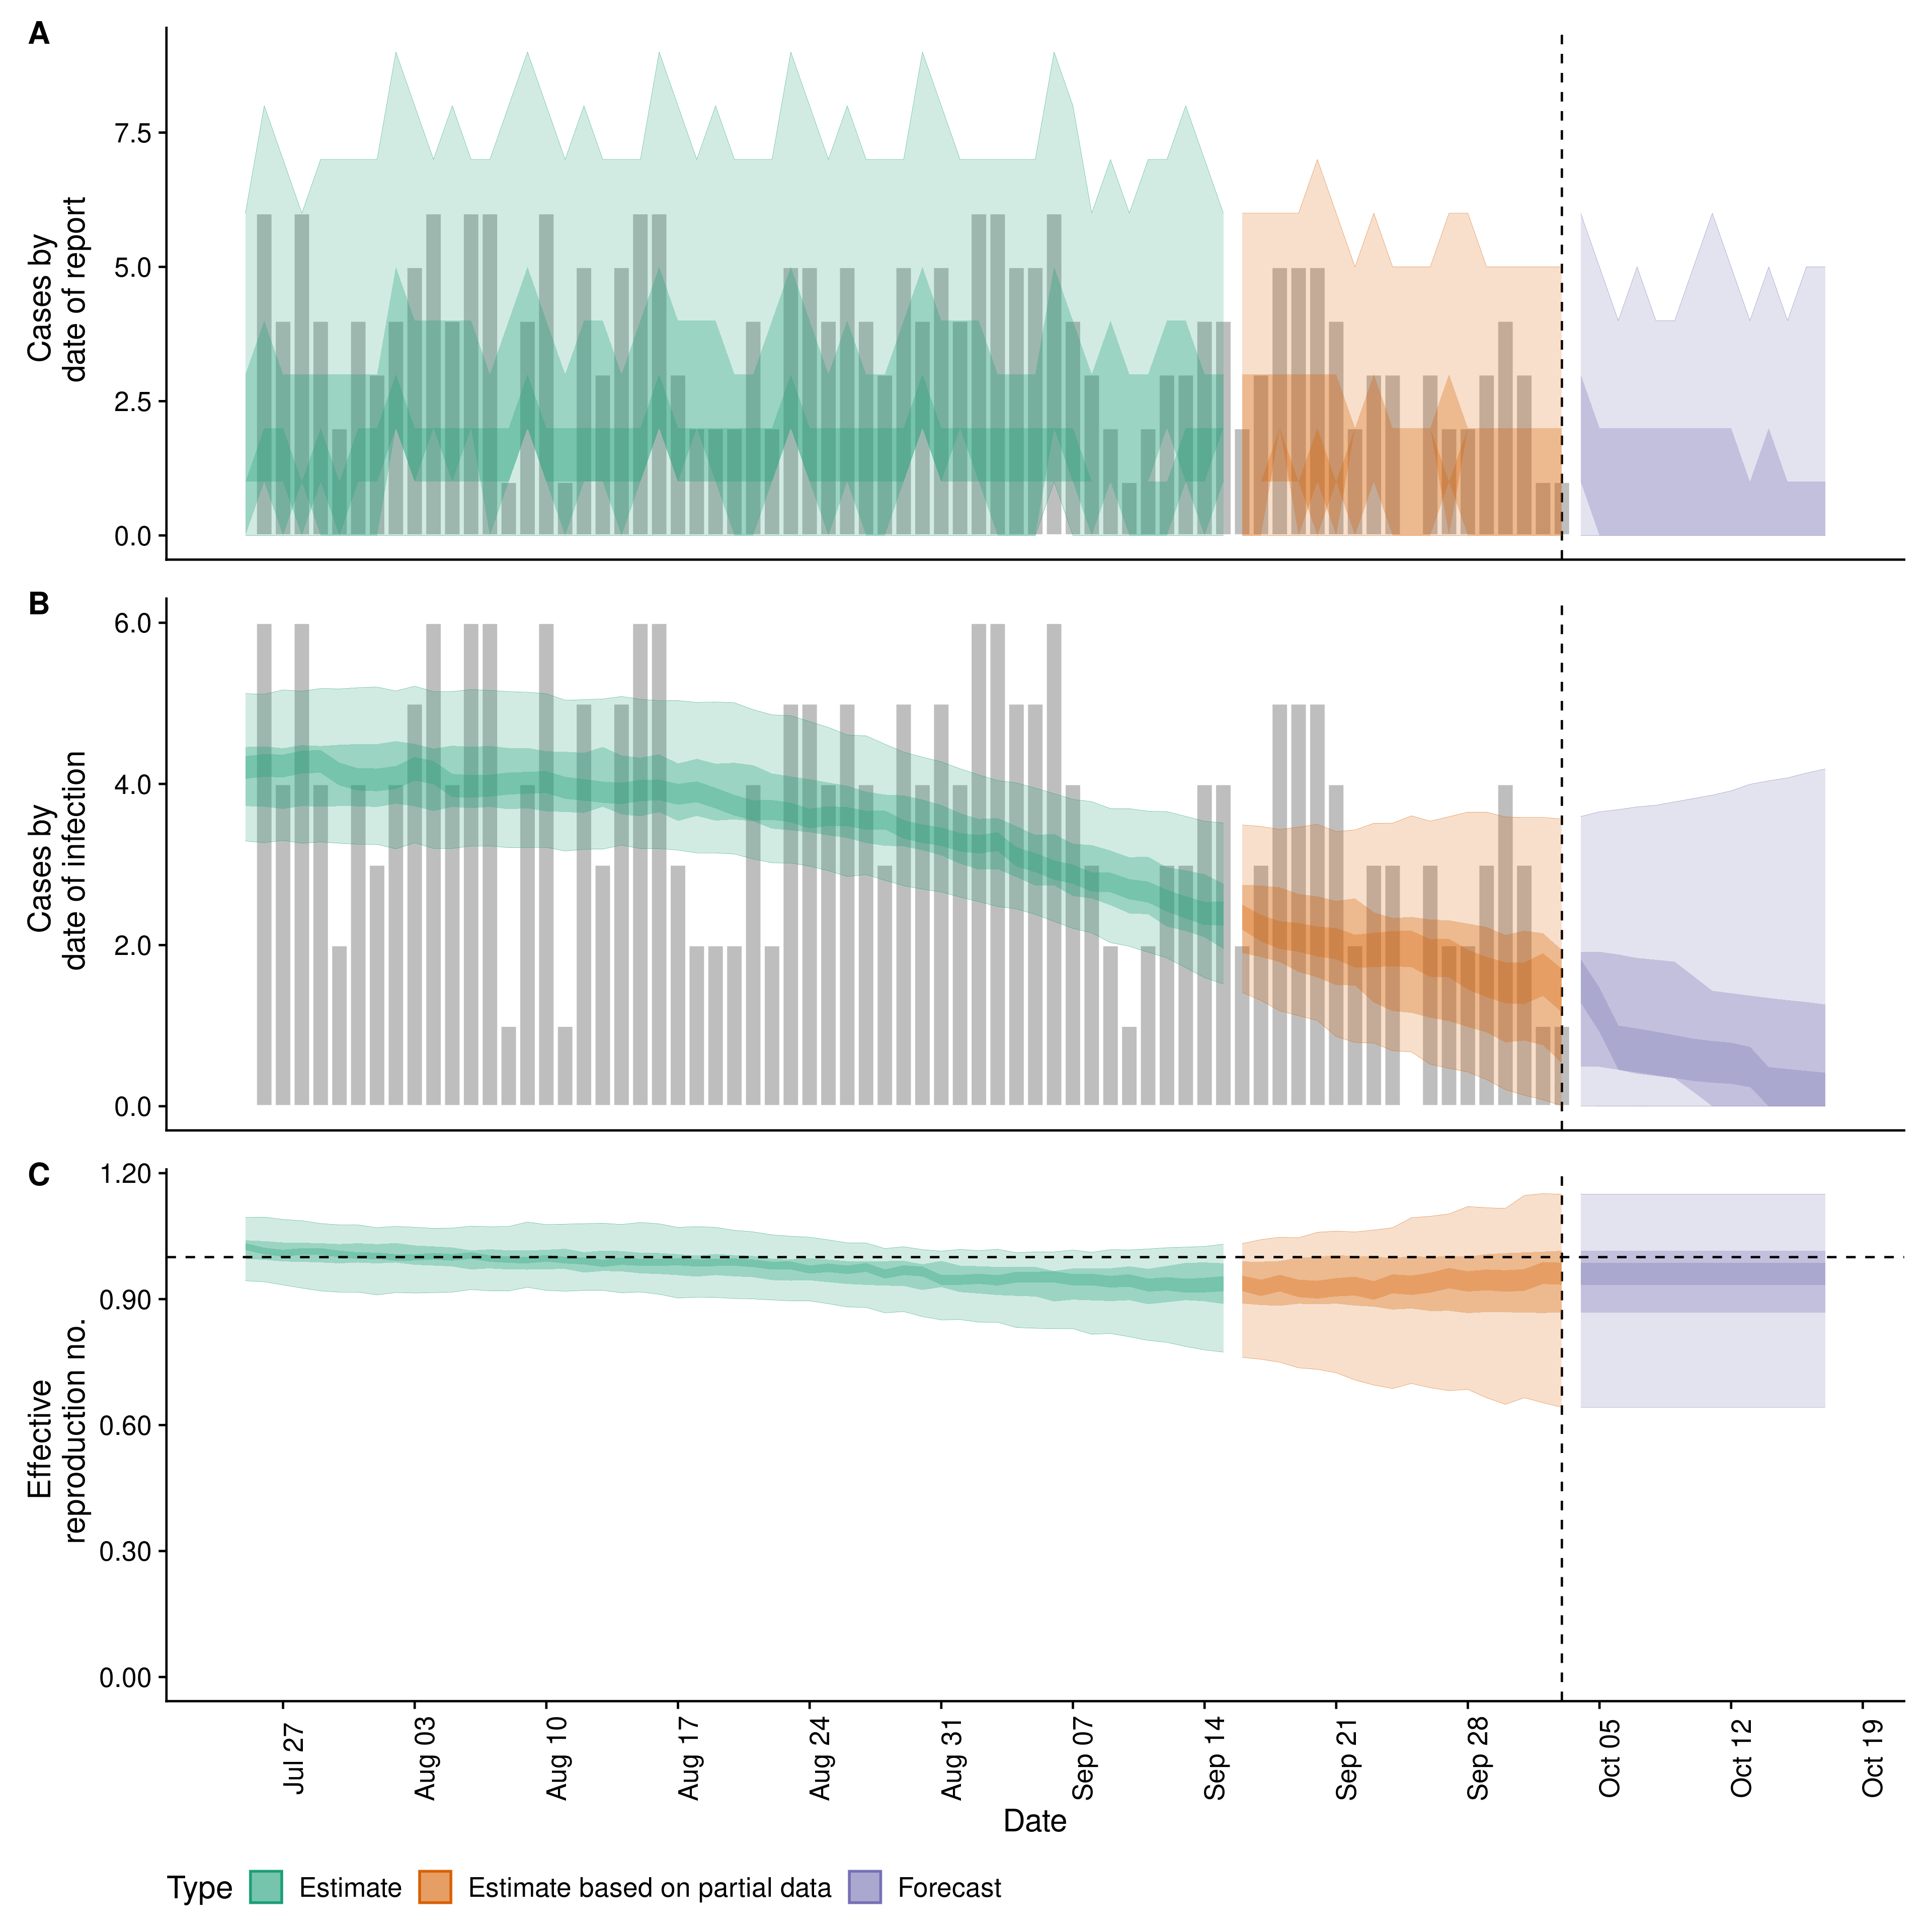 A
Cases by
date of report
7.5
5.0
2.5
0.0
B
Cases by
date of infection
6.0
4.0
2.0
0.0
C
Effective
reproduction no.
1.20
0.90
0.60
0.30
0.00
Jul 27
Aug 03
Aug 10
Aug 17
Aug 24
Aug 31
Sep 07
Sep 14
Sep 21
Sep 28
Oct 05
Oct 12
Oct 19
Date
Type Estimate Estimate based on partial data Forecast